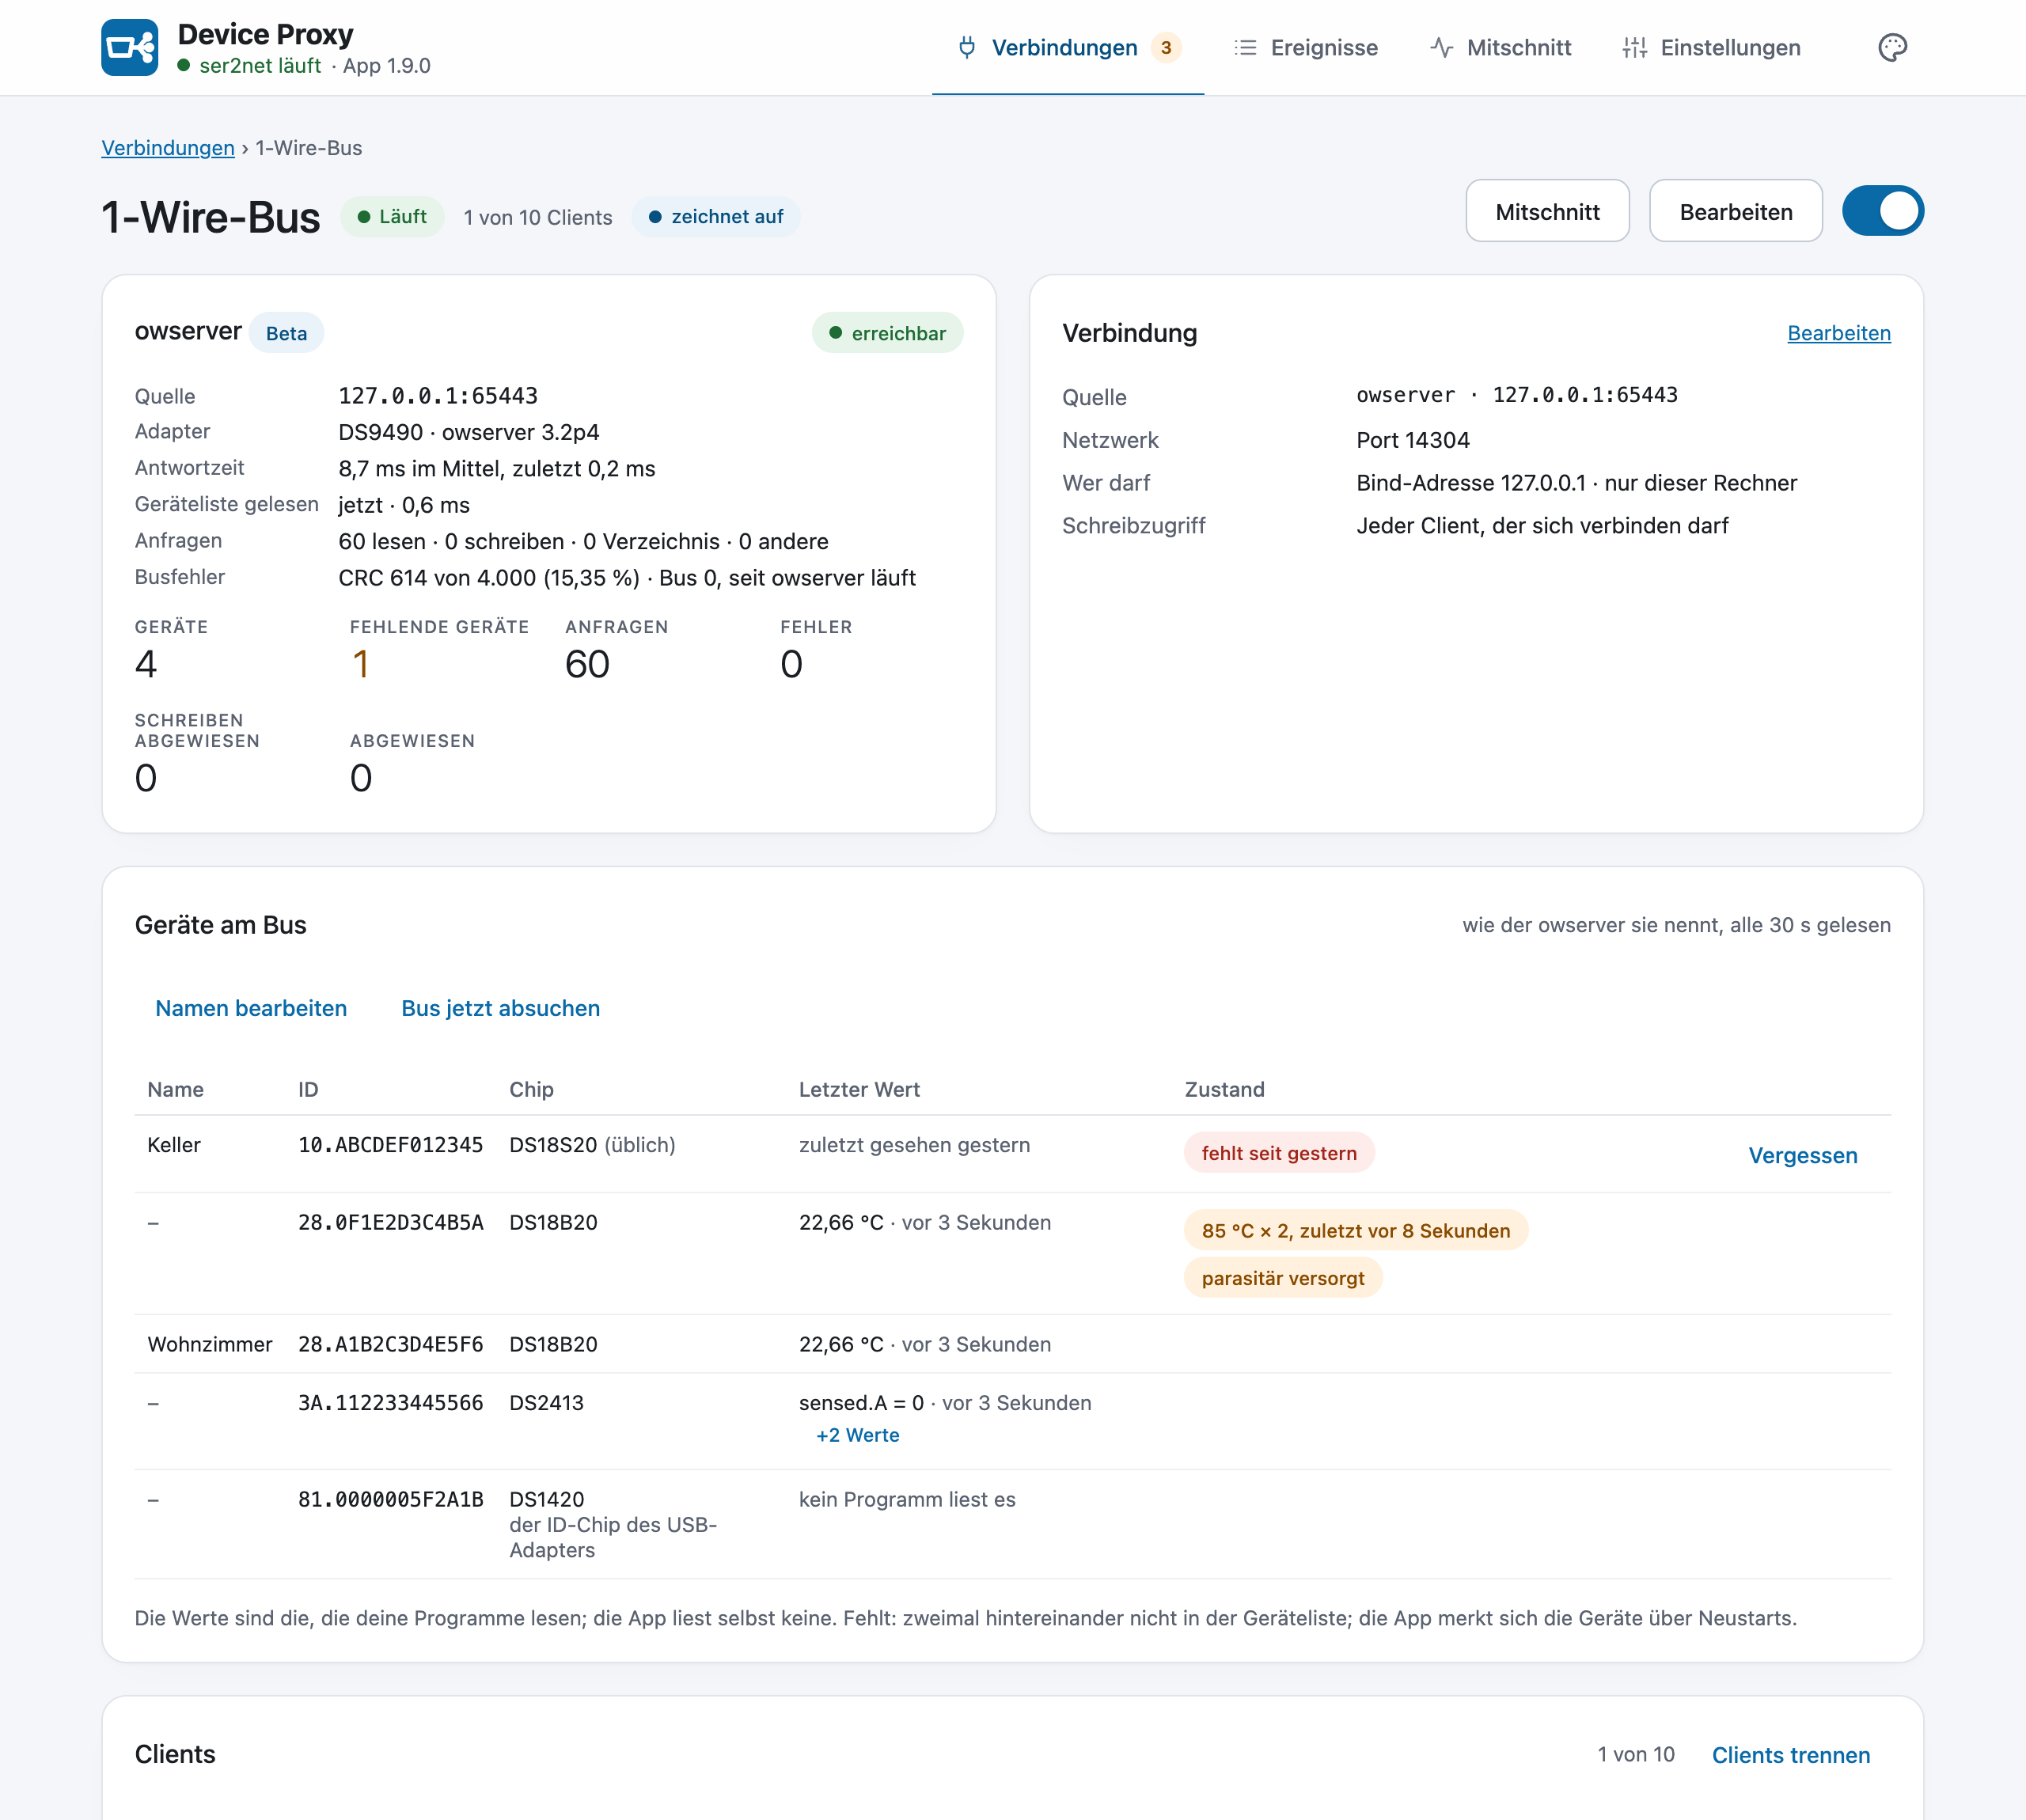 Device Proxy
ser2net läuft · App 1.9.0
Verbindungen 3
Ereignisse
Mitschnitt
Einstellungen
Verbindungen › 1-Wire-Bus
1-Wire-Bus
Läuft
1 von 10 Clients
zeichnet auf
Mitschnitt
Bearbeiten
owserver Beta
erreichbar
Quelle 127.0.0.1:65443
Adapter DS9490 · owserver 3.2p4
Antwortzeit 8,7 ms im Mittel, zuletzt 0,2 ms
Geräteliste gelesen jetzt · 0,6 ms
Anfragen 60 lesen · 0 schreiben · 0 Verzeichnis · 0 andere
Busfehler CRC 614 von 4.000 (15,35 %) · Bus 0, seit owserver läuft
GERÄTE
4
FEHLENDE GERÄTE
1
ANFRAGEN
60
FEHLER
0
SCHREIBEN
ABGEWIESEN
0
ABGEWIESEN
0
Verbindung
Bearbeiten
Quelle owserver · 127.0.0.1:65443
Netzwerk Port 14304
Wer darf Bind-Adresse 127.0.0.1 · nur dieser Rechner
Schreibzugriff Jeder Client, der sich verbinden darf
Geräte am Bus
wie der owserver sie nennt, alle 30 s gelesen
Namen bearbeiten
Bus jetzt absuchen
Name ID Chip Letzter Wert Zustand
Keller 10.ABCDEF012345 DS18S20 (üblich) zuletzt gesehen gestern fehlt seit gestern Vergessen
– 28.0F1E2D3C4B5A DS18B20 22,66 °C · vor 3 Sekunden 85 °C × 2, zuletzt vor 8 Sekunden
parasitär versorgt
Wohnzimmer 28.A1B2C3D4E5F6 DS18B20 22,66 °C · vor 3 Sekunden
– 3A.112233445566 DS2413 sensed.A = 0 · vor 3 Sekunden
+2 Werte
– 81.0000005F2A1B DS1420 kein Programm liest es
der ID-Chip des USB-
Adapters
Die Werte sind die, die deine Programme lesen; die App liest selbst keine. Fehlt: zweimal hintereinander nicht in der Geräteliste; die App merkt sich die Geräte über Neustarts.
Clients
1 von 10
Clients trennen